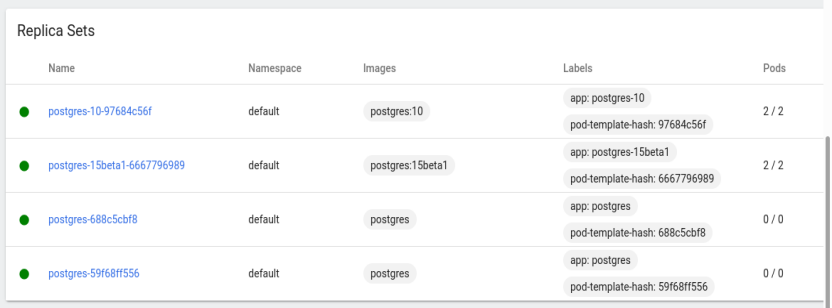 Replica Sets
Name Namespace Images Labels Pods
postgres-10-97684c56f default postgres:10 app: postgres-10 2 / 2
pod-template-hash: 97684c56f
postgres-15beta1-6667796989 default postgres:15beta1 app: postgres-15beta1 2 / 2
pod-template-hash: 6667796989
postgres-688c5cbf8 default postgres app: postgres 0 / 0
pod-template-hash: 688c5cbf8
postgres-59f68ff556 default postgres app: postgres 0 / 0
pod-template-hash: 59f68ff556